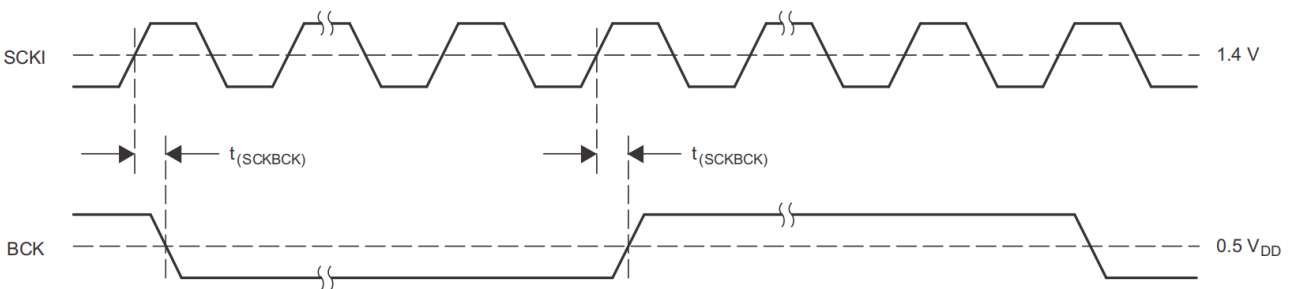 SCKI
1.4 V
t(SCKBCK)
t(SCKBCK)
BCK
0.5 VDD